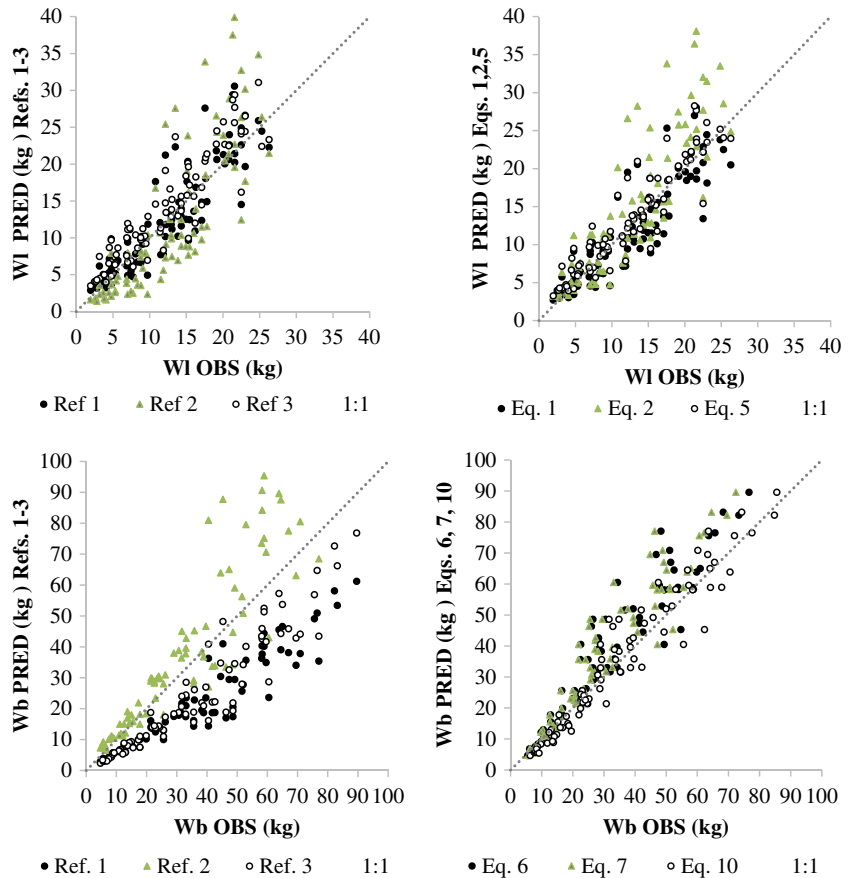 40
35
30
25
20
15
10
5
0
0 5 10 15 20 25 30 35 40
Wl PRED (kg ) Refs. 1-3
Wl OBS (kg)
Ref 1 Ref 2 Ref 3 1:1
40
35
30
25
20
15
10
5
0
0 5 10 15 20 25 30 35 40
Wl PRED (kg ) Eqs. 1,2,5
Wl OBS (kg)
Eq. 1 Eq. 2 Eq. 5 1:1
100
90
80
70
60
50
40
30
20
10
0
0 10 20 30 40 50 60 70 80 90 100
Wb PRED (kg ) Refs. 1-3
Wb OBS (kg)
Ref. 1 Ref. 2 Ref. 3 1:1
100
90
80
70
60
50
40
30
20
10
0
0 10 20 30 40 50 60 70 80 90 100
Wb PRED (kg ) Eqs. 6, 7, 10
Wb OBS (kg)
Eq. 6 Eq. 7 Eq. 10 1:1